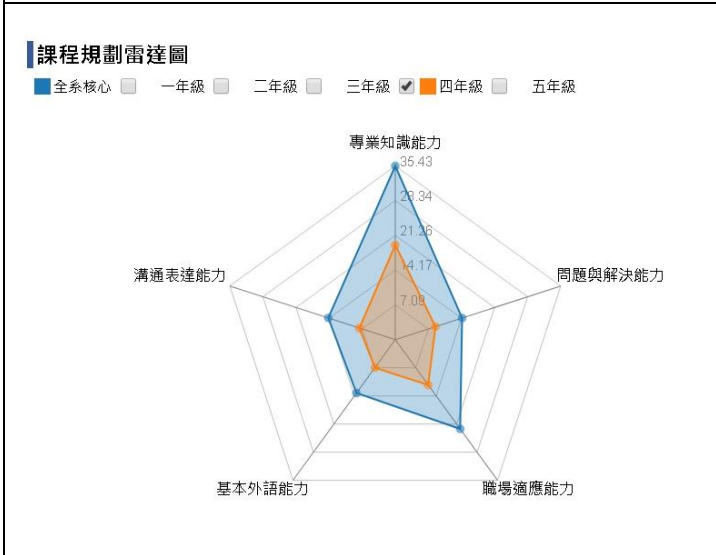 課程規劃雷達圖
全系核心 一年級 二年級 三年級 四年級 五年級
專業知識能力
35.43
28.34
21.26
14.17
7.09
溝通表達能力
問題與解決能力
基本外語能力
職場適應能力